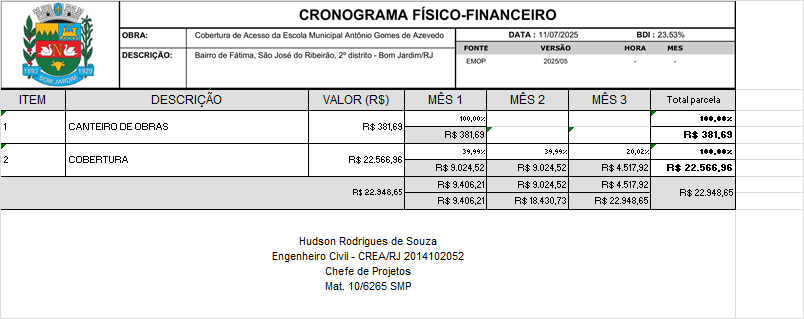 CRONOGRAMA FÍSICO-FINANCEIRO
OBRA: Cobertura de Acesso da Escola Municipal Antônio Gomes de Azevedo DATA : 11/07/2025 BDI : 23,53%
DESCRIÇÃO: Bairro de Fátima, São José do Ribeirão, 2º distrito - Bom Jardim/RJ FONTE VERSÃO HORA MES
EMOP 2025/05 - -
1893 BOM JARDIM 1929
ITEM DESCRIÇÃO VALOR (R$) MÊS 1 MÊS 2 MÊS 3 Total parcela
100,00% 100,00%
1 CANTEIRO DE OBRAS R$ 381,69
R$ 381,69 R$ 381,69
39,99% 39,99% 20,02% 100,00%
2 COBERTURA R$ 22.566,96
R$ 9.024,52 R$ 9.024,52 R$ 4.517,92 R$ 22.566,96
R$ 9.406,21 R$ 9.024,52 R$ 4.517,92
R$ 22.948,65 R$ 22.948,65
R$ 9.406,21 R$ 18.430,73 R$ 22.948,65
Hudson Rodrigues de Souza
Engenheiro Civil - CREA/RJ 2014102052
Chefe de Projetos
Mat. 10/6265 SMP